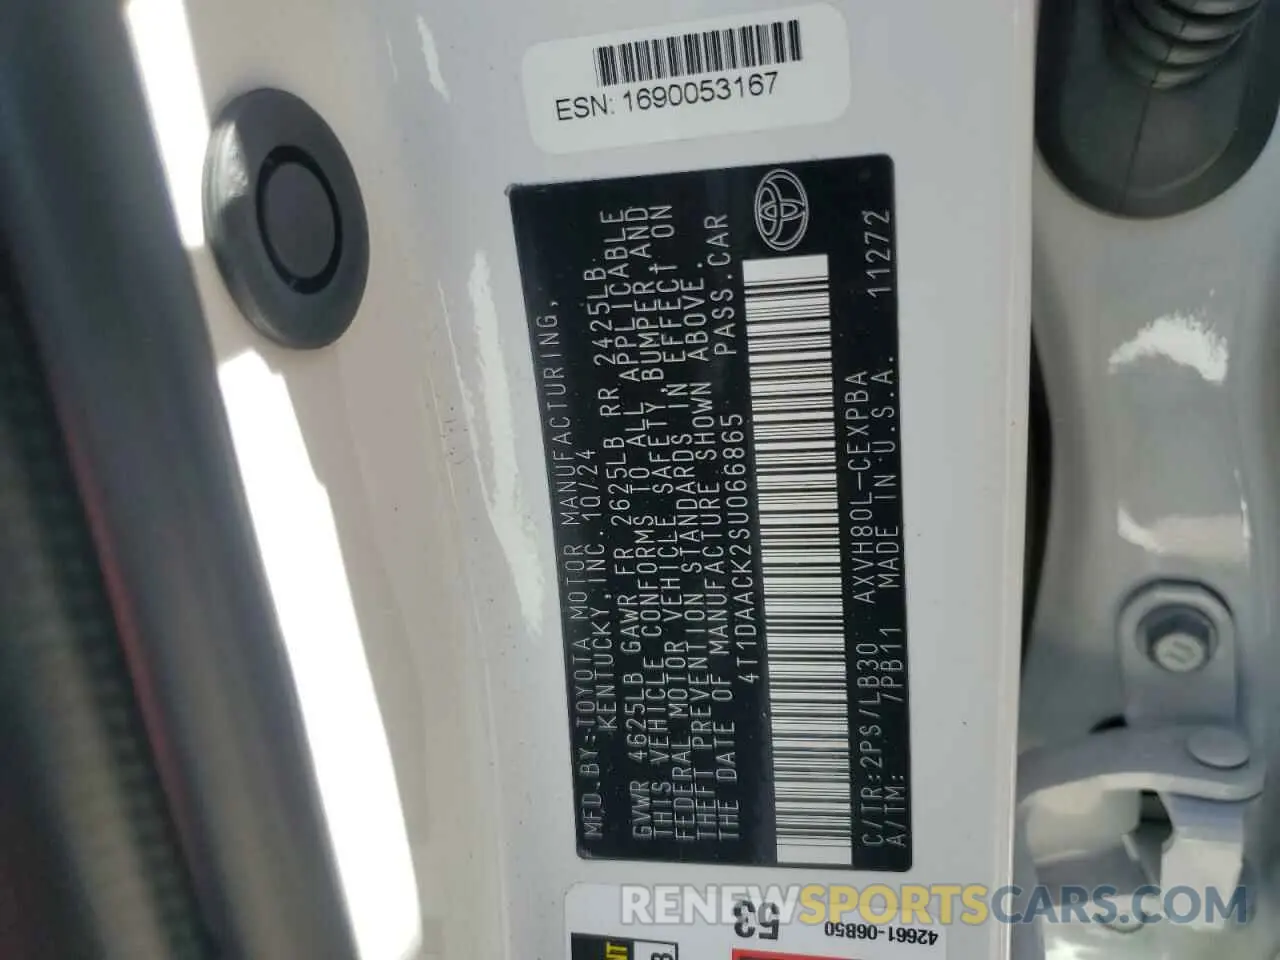 ESN: 1690053167
MFD.BY:TOYOTA MOTOR MANUFACTURING,
KENTUCKY,INC. 10/24
GVWR 4625LB GAWR FR 2625LB RR 2425LB
THIS VEHICLE CONFORMS TO ALL APPLICABLE
FEDERAL MOTOR VEHICLE SAFETY,BUMPER,AND
THEFT PREVENTION STANDARDS IN EFFECT ON
THE DATE OF MANUFACTURE SHOWN ABOVE.
4T1DAACK2SU066865 PASS.CAR
C/TR:2PS/LB30 AXVH80L-CEXPBA 11272
A/TM: /PB11 MADE IN U.S.A.
53
42661-06B50
RENEWSPORTSCARS.COM